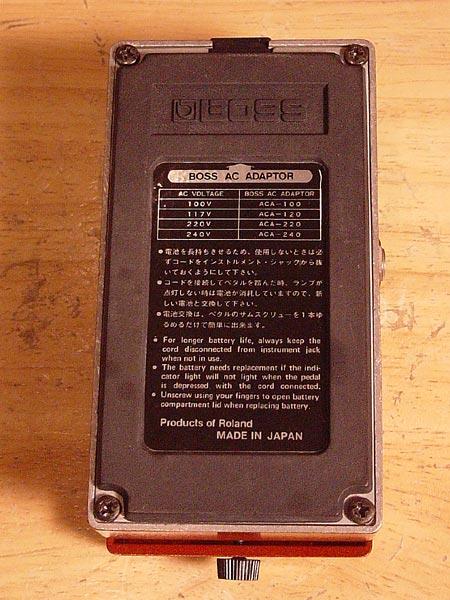 BOSS
BOSS AC ADAPTOR
AC VOLTAGE BOSS AC ADAPTOR
100V ACA-100
117V ACA-120
220V ACA-220
240V ACA-240
●電池を長持ちさせるため、使用しないときは必
ずコードをインストルメント・ジャックから抜
いておくようにして下さい。
●コードを接続してペタルを踏んだ時、ランプが
点灯しない時は電池が消耗していますので、新
しい電池と交換して下さい。
●電池交換は、ペタルのサムスクリューを1本ゆ
るめるだけで簡単に出来ます。
● For longer battery life, always keep the
cord disconnected from instrument jack
when not in use.
● The battery needs replacement if the indi-
cator light will not light when the pedal
is depressed with the cord connected.
● Unscrew using your fingers to open battery
compartment lid when replacing battery.
Products of Roland
MADE IN JAPAN